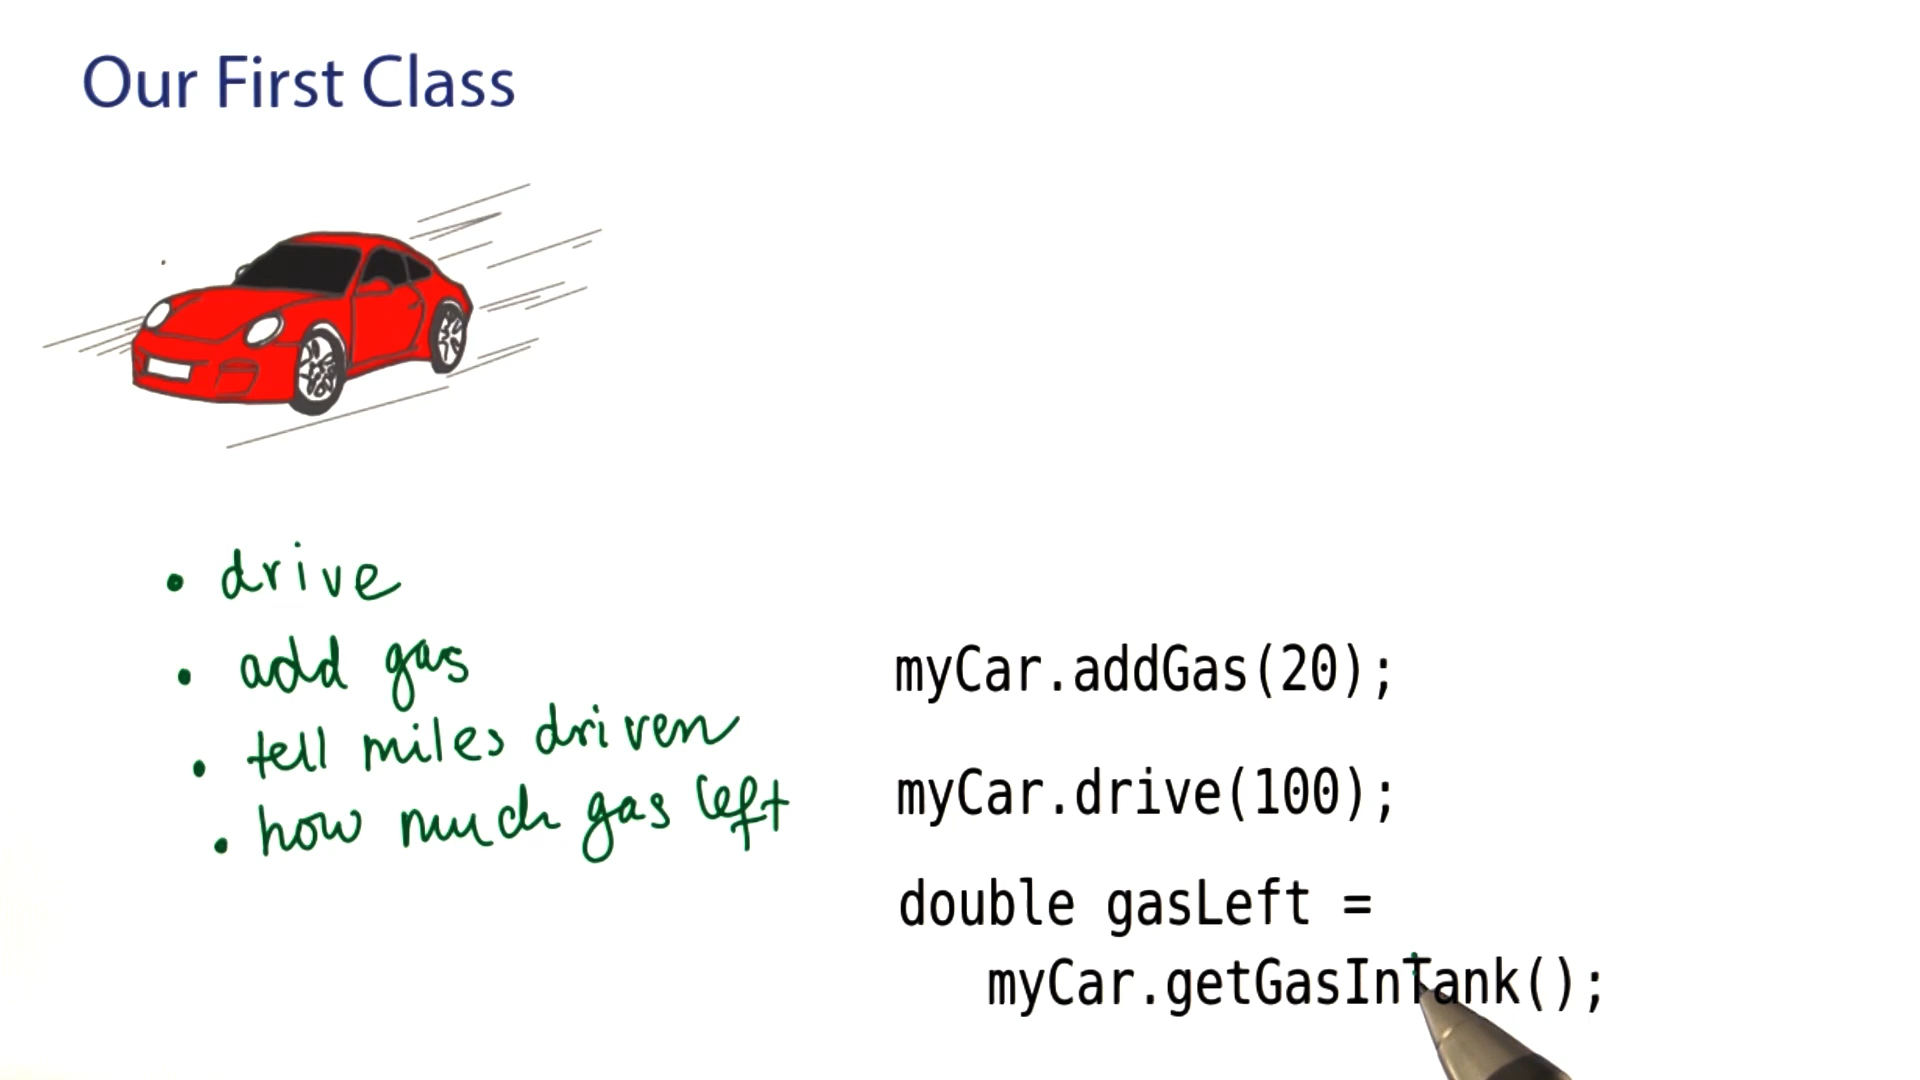 Our First Class
• drive
• add gas
• tell miles driven
• how much gas left
myCar.addGas(20);
myCar.drive(100);
double gasLeft =
myCar.getGasInTank();